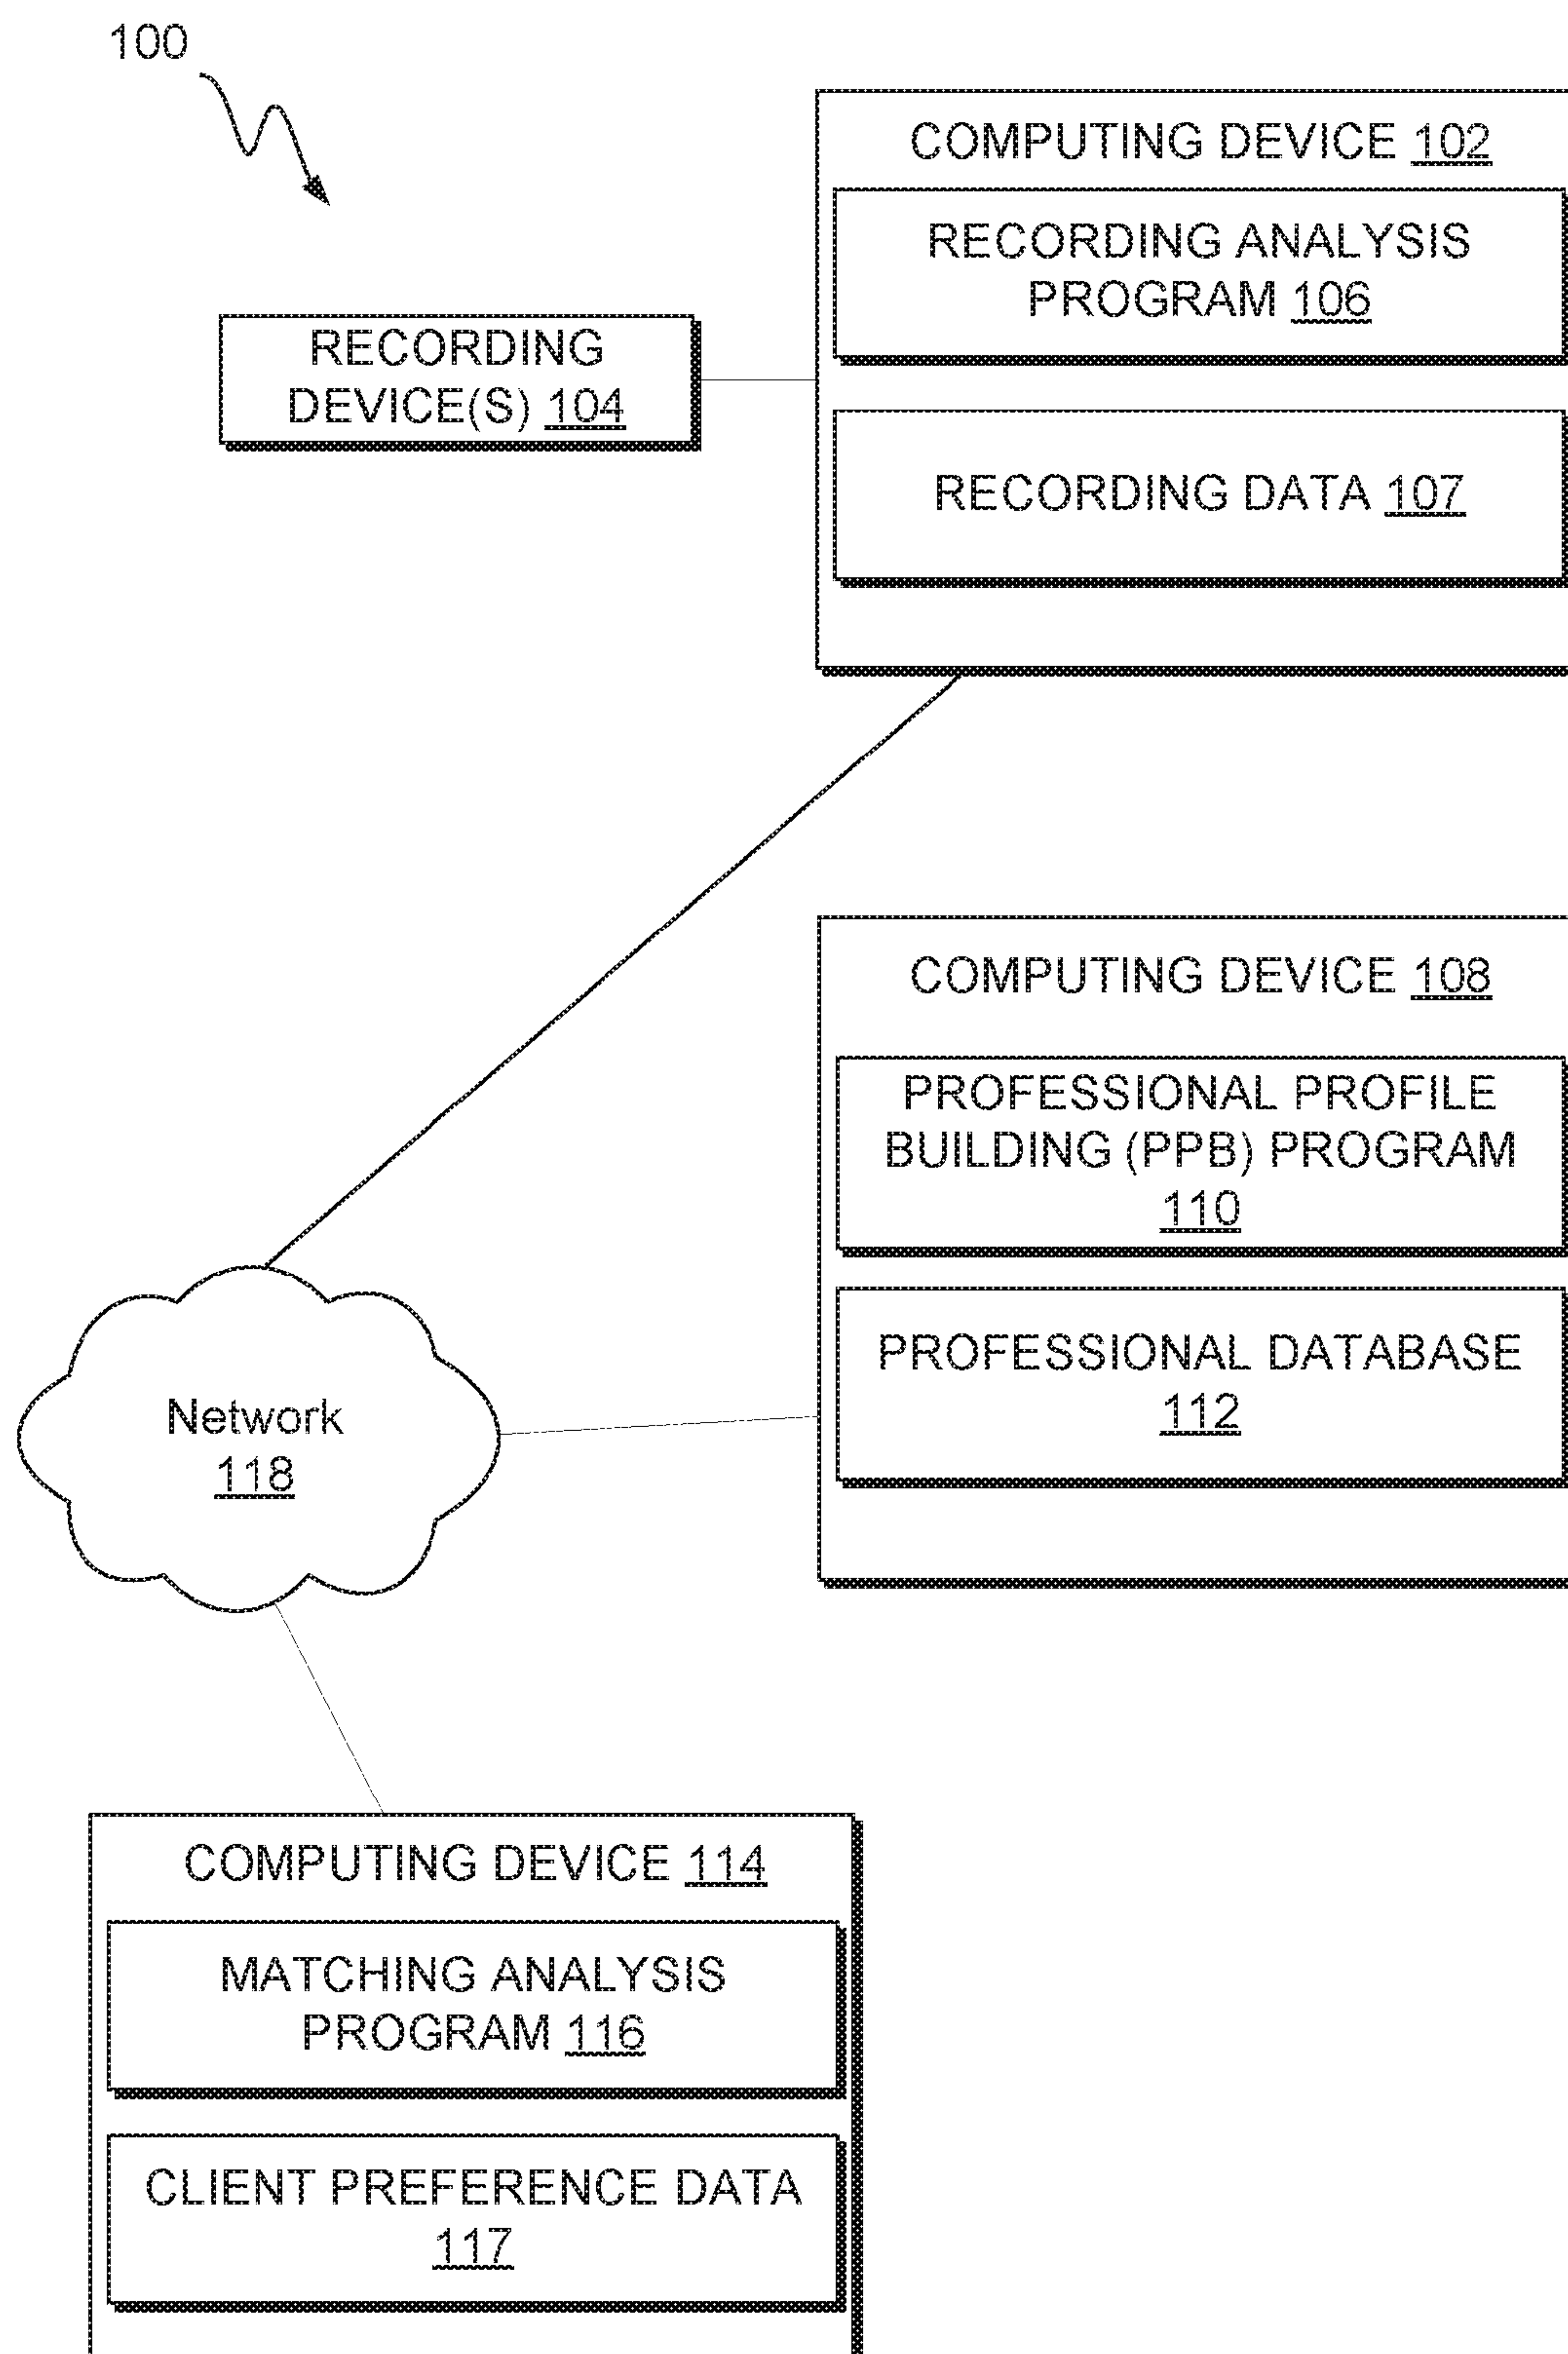 100
COMPUTING DEVICE 102
RECORDING ANALYSIS
PROGRAM 106
RECORDING
DEVICE(S) 104
RECORDING DATA 107
COMPUTING DEVICE 108
PROFESSIONAL PROFILE
BUILDING (PPB) PROGRAM
110
PROFESSIONAL DATABASE
112
Network
118
COMPUTING DEVICE 114
MATCHING ANALYSIS
PROGRAM 116
CLIENT PREFERENCE DATA
117